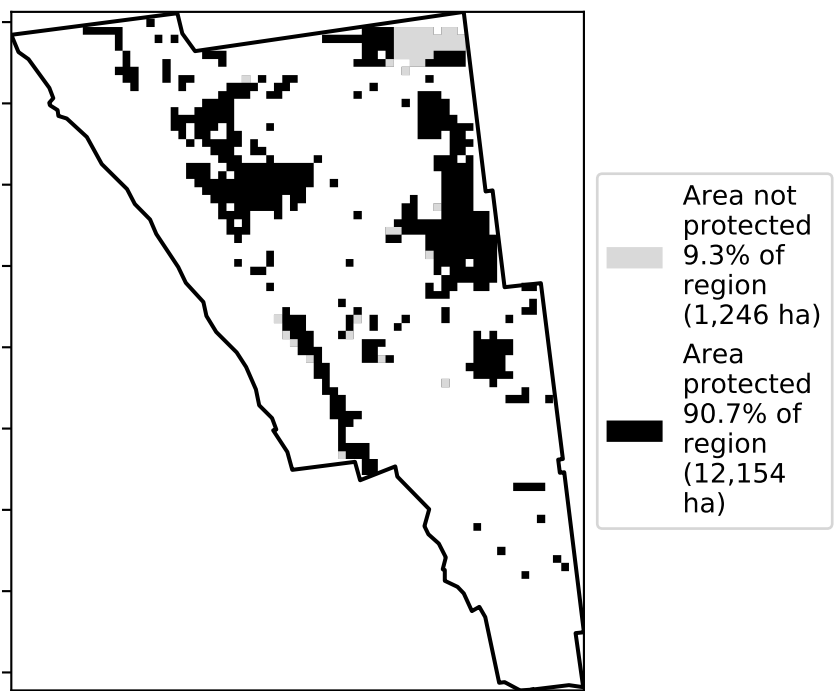 Area not
protected
9.3% of
region
(1,246 ha)
Area
protected
90.7% of
region
(12,154
ha)